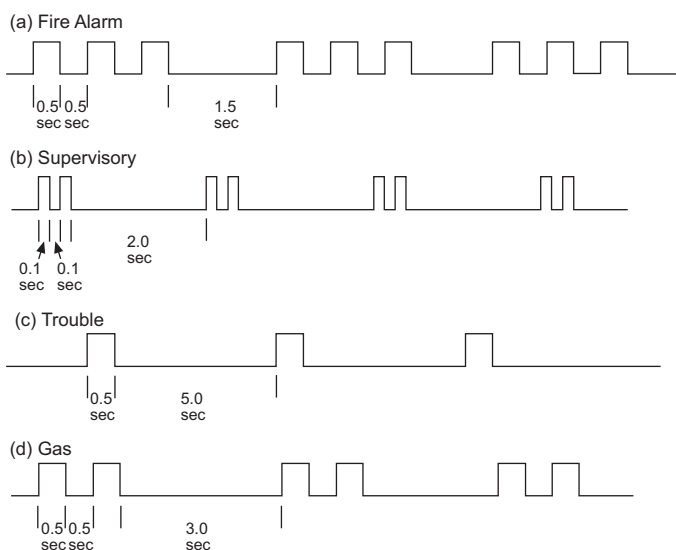 (a) Fire Alarm
0.5 0.5 1.5
sec sec sec
(b) Supervisory
2.0
sec
0.1 0.1
sec sec
(c) Trouble
0.5 5.0
sec sec
(d) Gas
0.5 0.5 3.0
sec sec sec